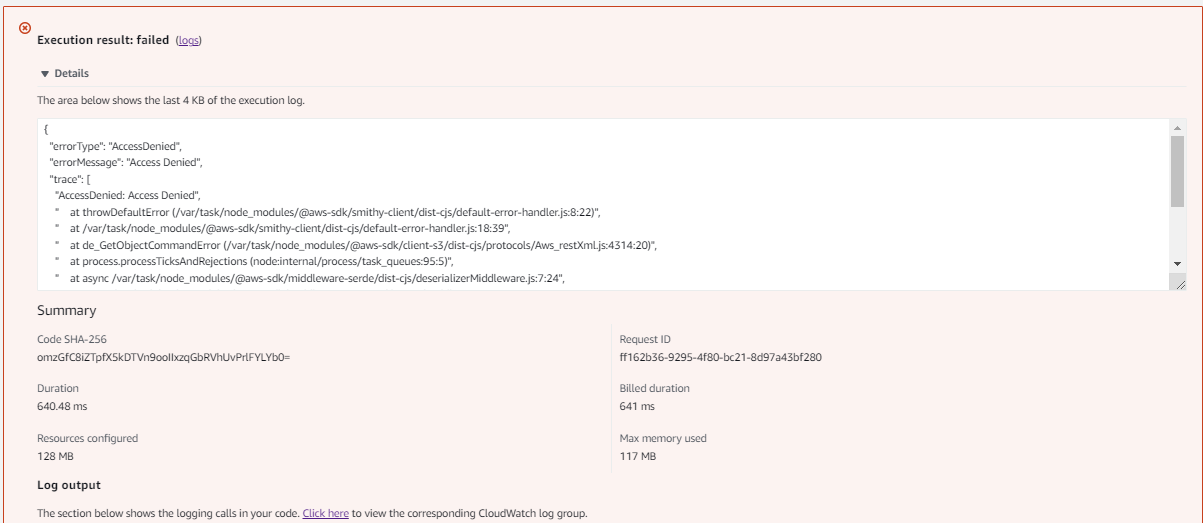 Execution result: failed (logs)
Details
The area below shows the last 4 KB of the execution log.
{
"errorType": "AccessDenied",
"errorMessage": "Access Denied",
"trace": [
"AccessDenied: Access Denied",
" at throwDefaultError (/var/task/node_modules/@aws-sdk/smithy-client/dist-cjs/default-error-handler.js:8:22)",
" at /var/task/node_modules/@aws-sdk/smithy-client/dist-cjs/default-error-handler.js:18:39",
" at de_GetObjectCommandError (/var/task/node_modules/@aws-sdk/client-s3/dist-cjs/protocols/Aws_restXml.js:4314:20)",
" at process.processTicksAndRejections (node:internal/process/task_queues:95:5)",
" at async /var/task/node_modules/@aws-sdk/middleware-serde/dist-cjs/deserializerMiddleware.js:7:24",
Summary
Code SHA-256
omzGfC8iZTpfX5kDTVn9ooIIxzqGbRVhUvPrlFYLYb0=
Request ID
ff162b36-9295-4f80-bc21-8d97a43bf280
Duration
640.48 ms
Billed duration
641 ms
Resources configured
128 MB
Max memory used
117 MB
Log output
The section below shows the logging calls in your code. Click here to view the corresponding CloudWatch log group.